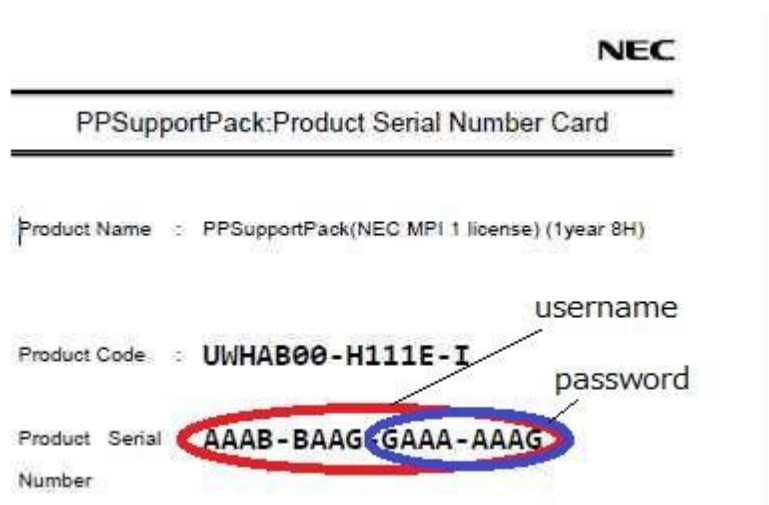 NEC
PPSupportPack:Product Serial Number Card
Product Name : PPSupportPack(NEC MPI 1 license) (1year 8H)
username
Product Code : UWHAB00-H111E-I
password
Product Serial AAAB-BAAG-GAAA-AAAG
Number